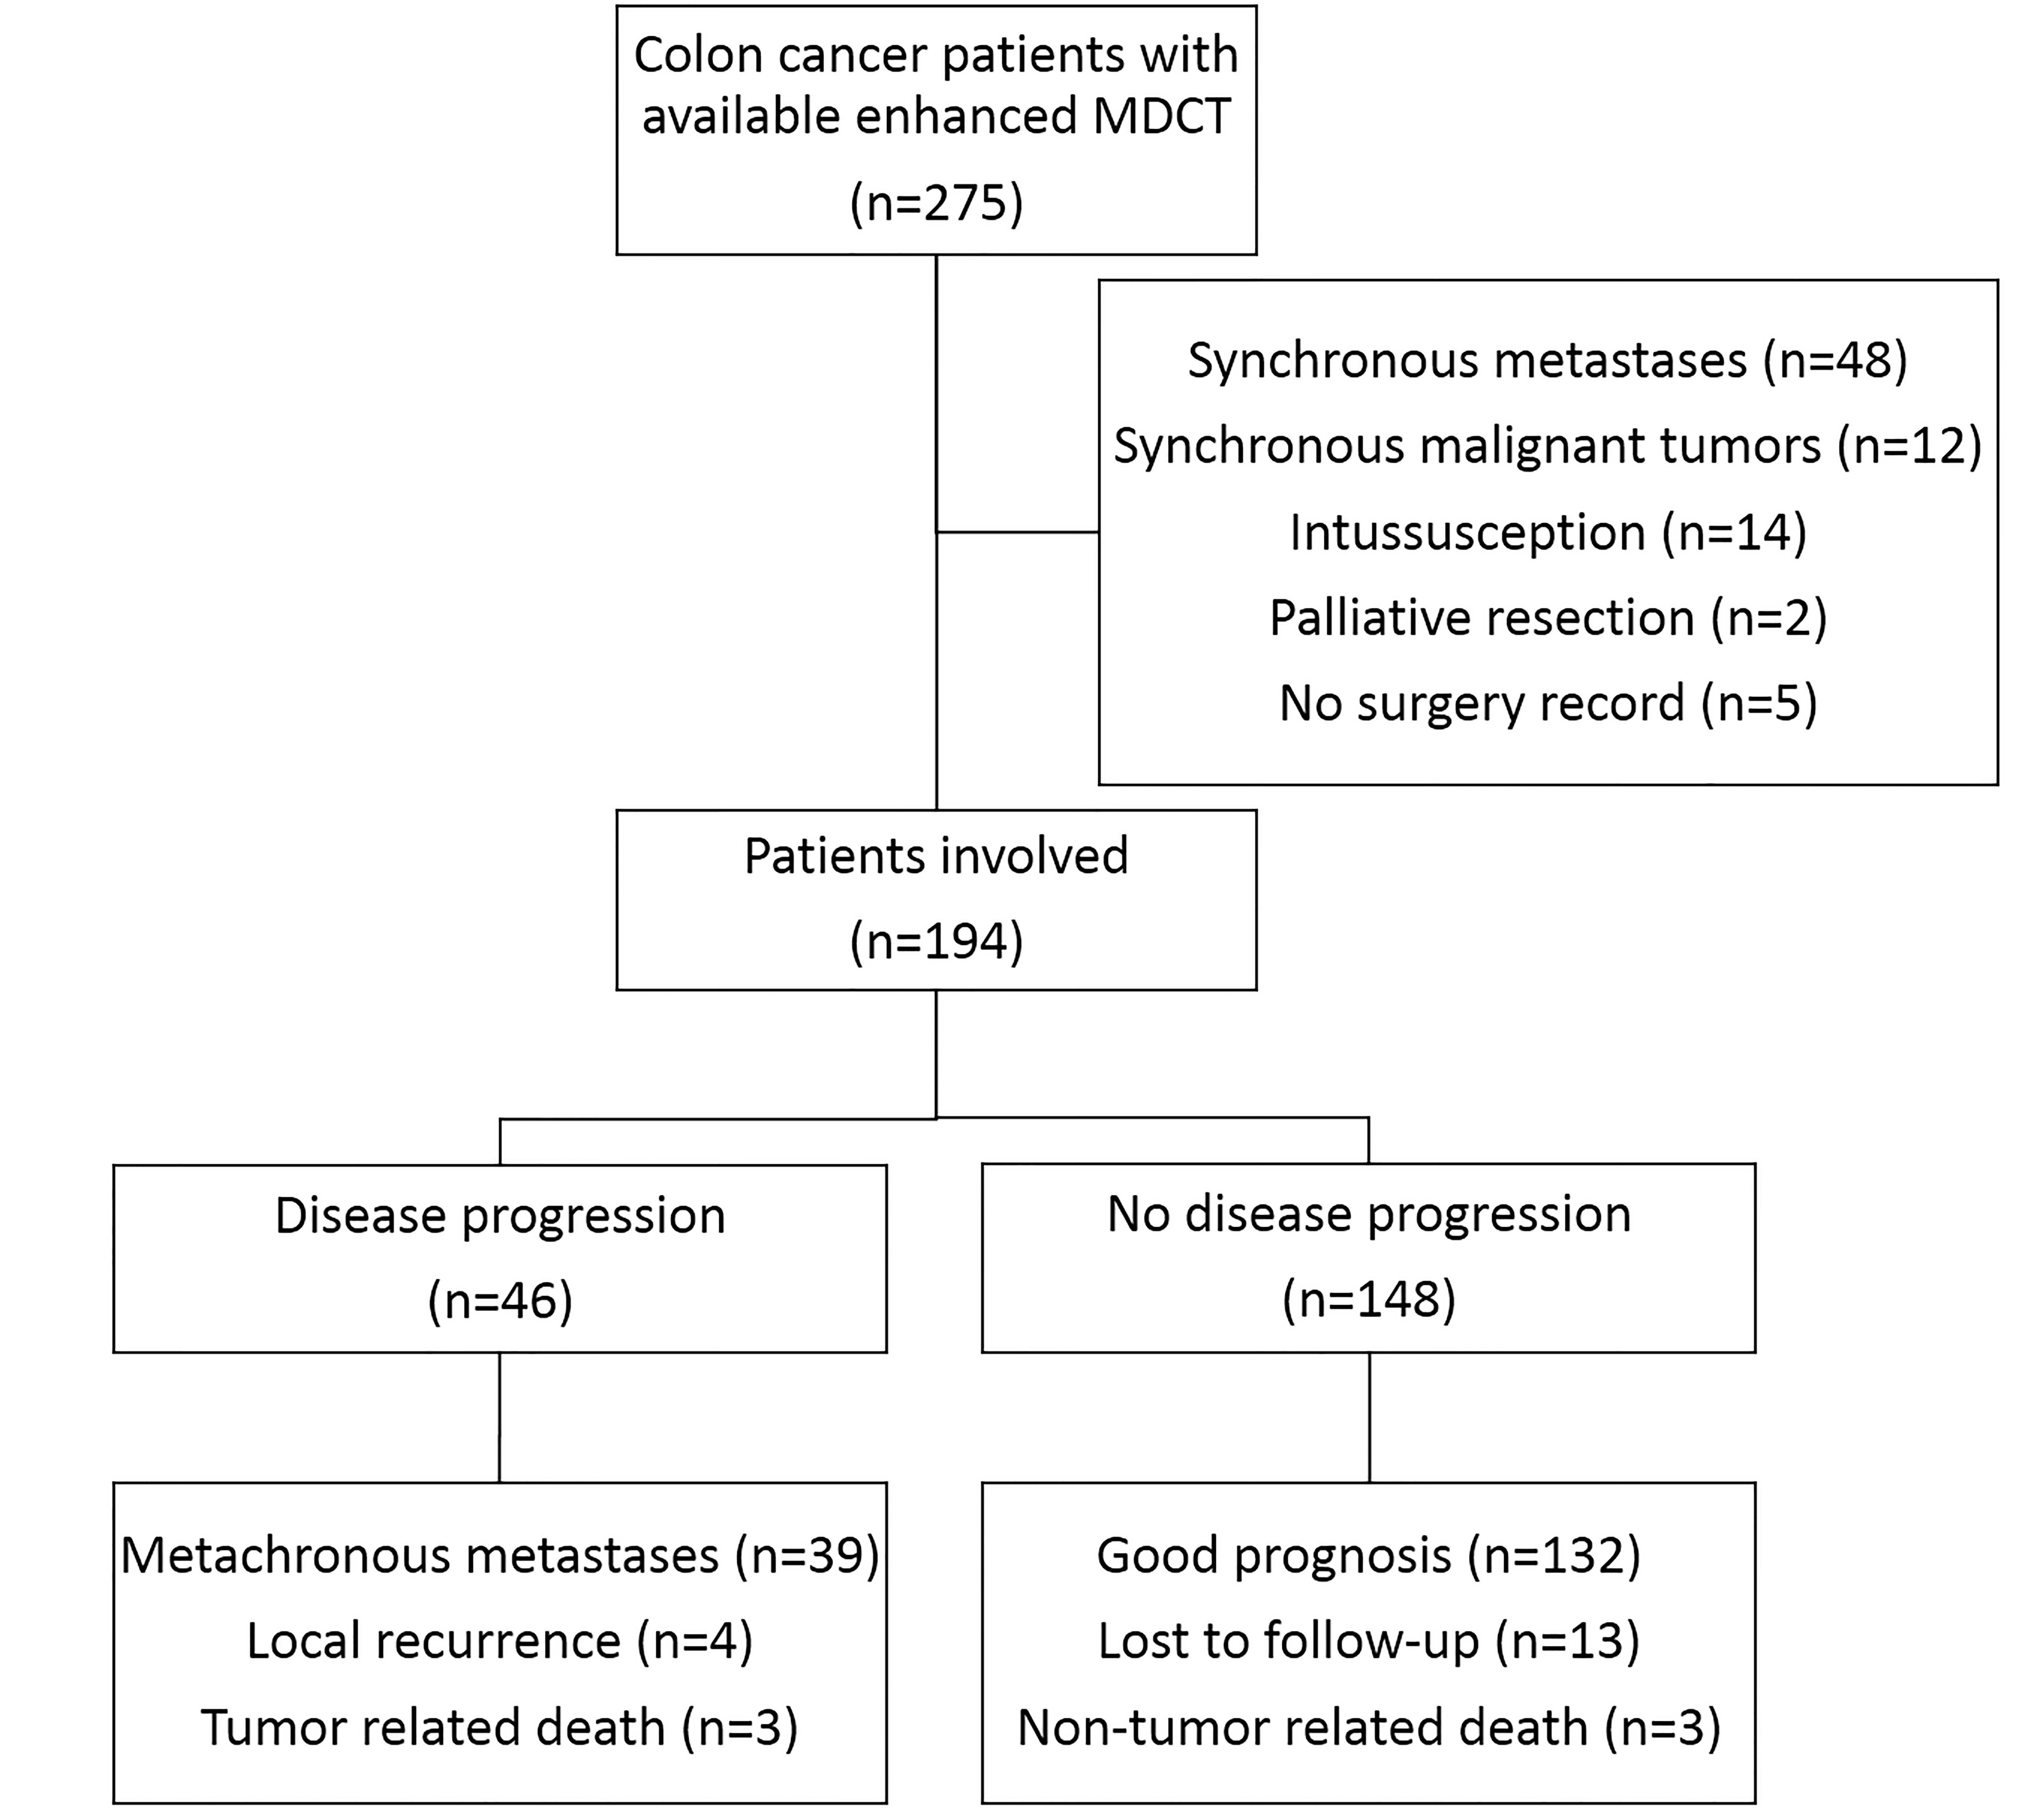 Colon cancer patients with
available enhanced MDCT
(n=275)
Synchronous metastases (n=48)
Synchronous malignant tumors (n=12)
Intussusception (n=14)
Palliative resection (n=2)
No surgery record (n=5)
Patients involved
(n=194)
Disease progression
(n=46)
No disease progression
(n=148)
Metachronous metastases (n=39)
Local recurrence (n=4)
Tumor related death (n=3)
Good prognosis (n=132)
Lost to follow-up (n=13)
Non-tumor related death (n=3)